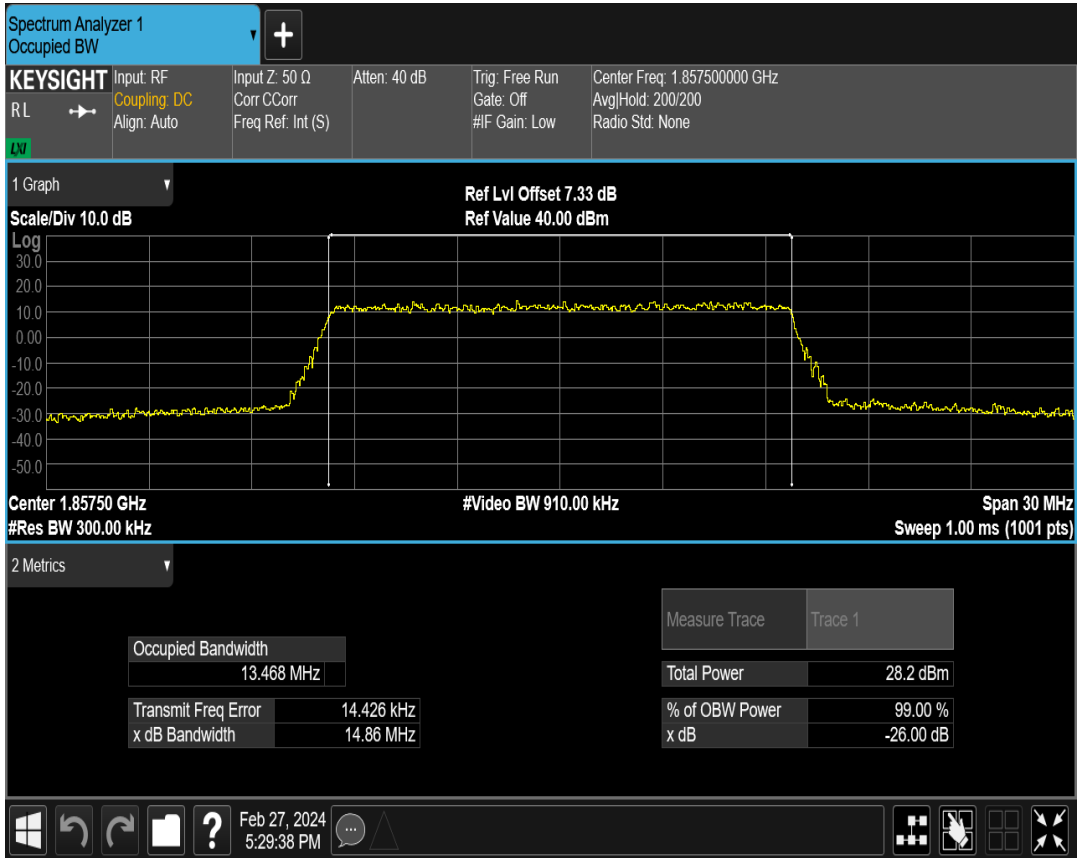 Spectrum Analyzer 1
Occupied BW
+
KEYSIGHT
RL
LXI
Input: RF
Coupling: DC
Align: Auto
Input Z: 50 Ω
Corr CCorr
Freq Ref: Int (S)
Atten: 40 dB
Trig: Free Run
Gate: Off
#IF Gain: Low
Center Freq: 1.857500000 GHz
Avg|Hold: 200/200
Radio Std: None
1 Graph
Scale/Div 10.0 dB
Ref Lvl Offset 7.33 dB
Ref Value 40.00 dBm
Log
30.0
20.0
10.0
0.00
-10.0
-20.0
-30.0
-40.0
-50.0
Center 1.85750 GHz
#Video BW 910.00 kHz
Span 30 MHz
#Res BW 300.00 kHz
Sweep 1.00 ms (1001 pts)
2 Metrics
Measure Trace Trace 1
Occupied Bandwidth
13.468 MHz
Total Power 28.2 dBm
Transmit Freq Error 14.426 kHz
% of OBW Power 99.00 %
x dB Bandwidth 14.86 MHz
x dB -26.00 dB
?
Feb 27, 2024
5:29:38 PM